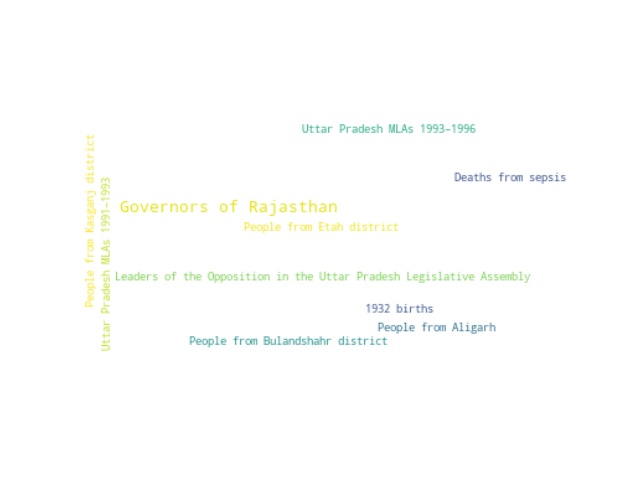 Uttar Pradesh MLAs 1993–1996
Deaths from sepsis
Governors of Rajasthan
People from Etah district
Leaders of the Opposition in the Uttar Pradesh Legislative Assembly
1932 births
People from Aligarh
People from Bulandshahr district
People from Kasganj district
Uttar Pradesh MLAs 1991–1993